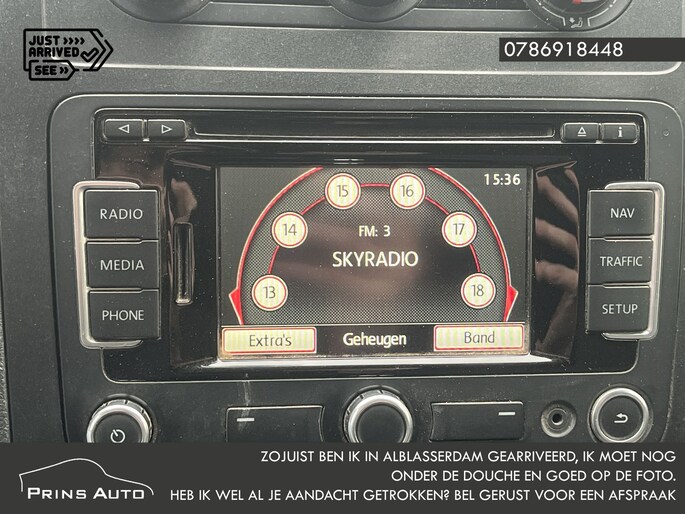 JUST >>>>
ARRIVED
SEE >>
0786918448
i
15:36
15
16
RADIO
NAV
14
FM: 3
17
MEDIA
SKYRADIO
TRAFFIC
13
18
PHONE
SETUP
Extra's
Geheugen
Band
ZOJUIST BEN IK IN ALBLASSERDAM GEARRIVEERD, IK MOET NOG
ONDER DE DOUCHE EN GOED OP DE FOTO.
PRINS AUTO
HEB IK WEL AL JE AANDACHT GETROKKEN? BEL GERUST VOOR EEN AFSPRAAK